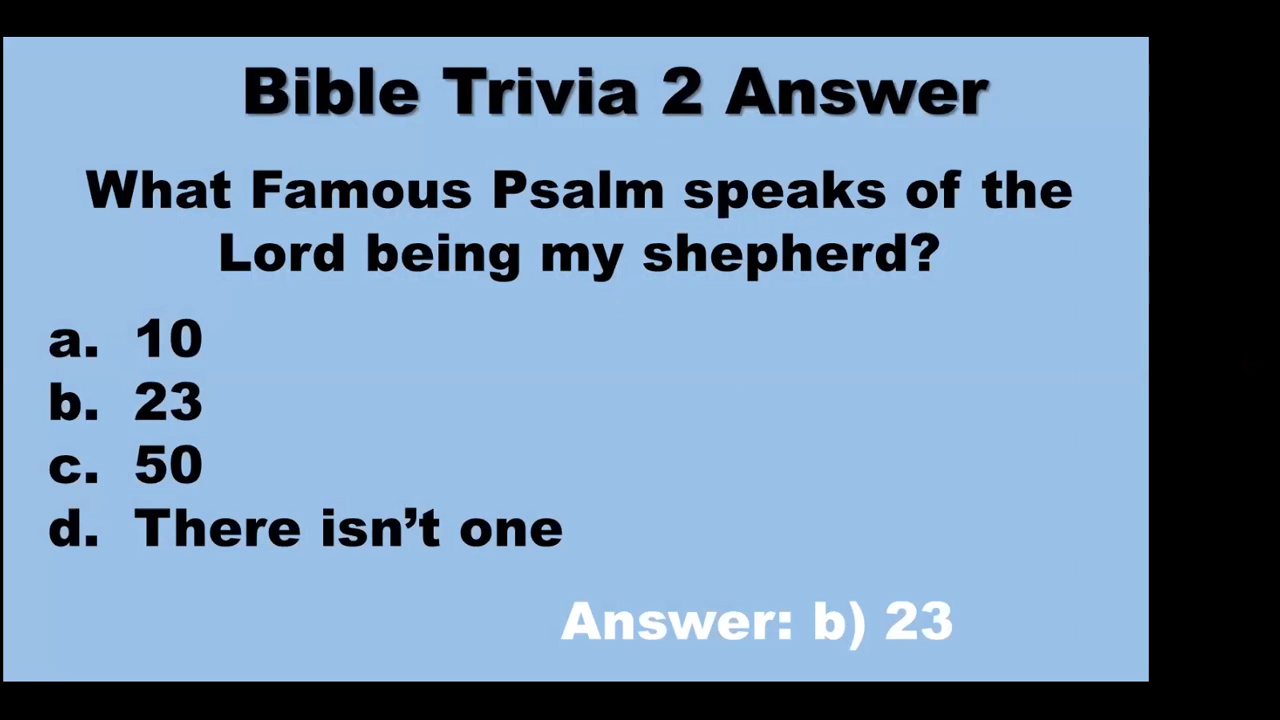 Bible Trivia 2 Answer
What Famous Psalm speaks of the
Lord being my shepherd?
a. 10
b. 23
c. 50
d. There isn’t one
Answer: b) 23